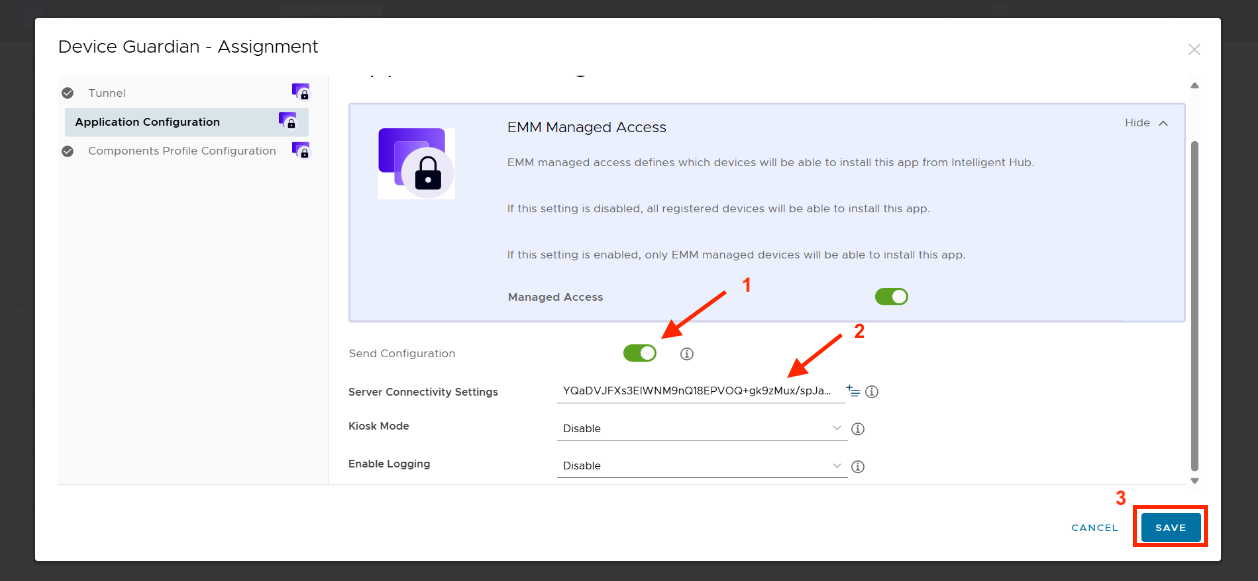 Device Guardian - Assignment
Tunnel
Application Configuration
Components Profile Configuration
EMM Managed Access
Hide
EMM managed access defines which devices will be able to install this app from Intelligent Hub.
If this setting is disabled, all registered devices will be able to install this app.
If this setting is enabled, only EMM managed devices will be able to install this app.
Managed Access
1
2
Send Configuration
Server Connectivity Settings
YQaDVJFXs3ElWNM9nQ18EPVOQ+gk9zMux/spJa...
Kiosk Mode
Disable
Enable Logging
Disable
3
CANCEL
SAVE